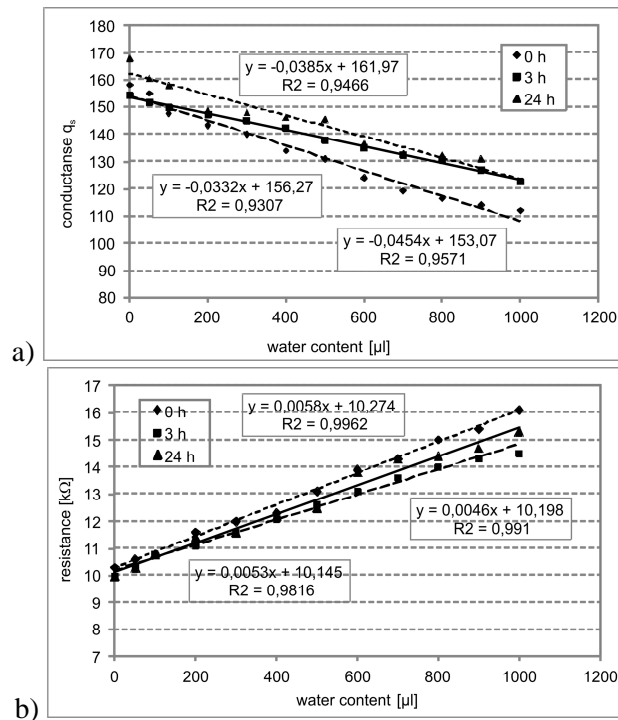 a)
conductanse qs
180
170
160
150
140
130
120
110
100
90
80
y = -0,0385x + 161,97
R2 = 0,9466
0 h
3 h
24 h
y = -0,0332x + 156,27
R2 = 0,9307
y = -0,0454x + 153,07
R2 = 0,9571
0 200 400 600 800 1000 1200
water content [µl]
b)
resistance [kΩ]
17
16
15
14
13
12
11
10
9
8
7
0 h
3 h
24 h
y = 0,0058x + 10,274
R2 = 0,9962
y = 0,0046x + 10,198
R2 = 0,991
y = 0,0053x + 10,145
R2 = 0,9816
0 200 400 600 800 1000 1200
water content [µl]